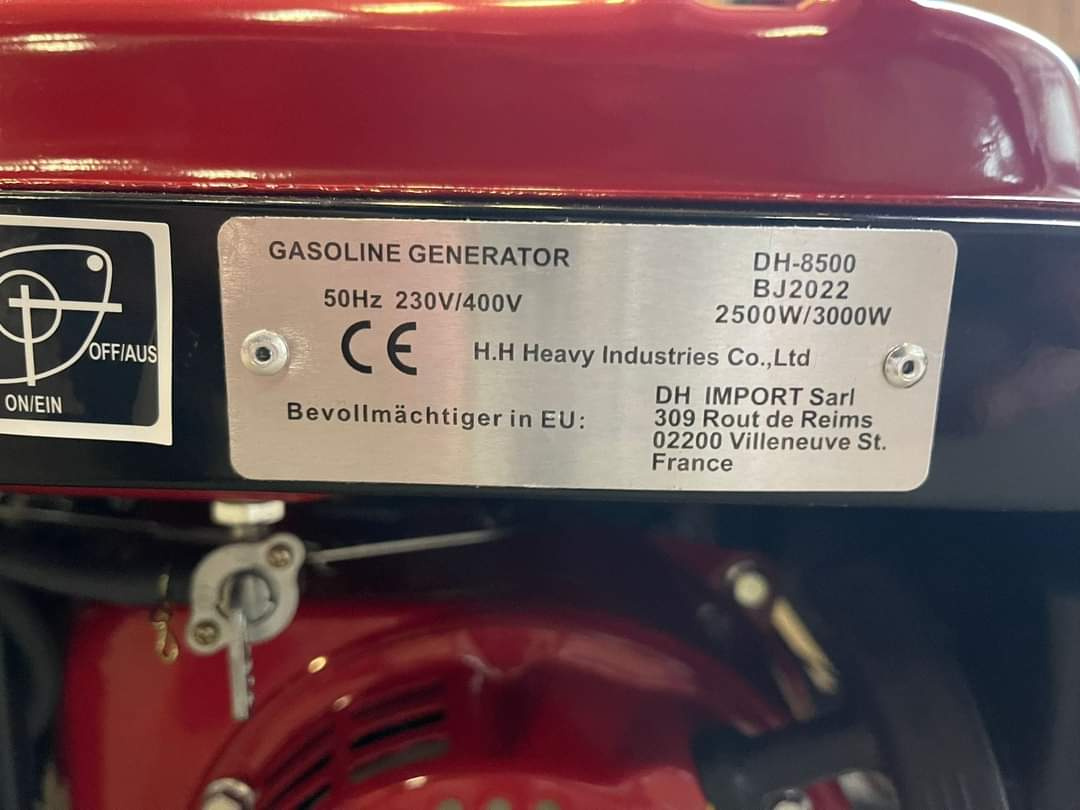 GASOLINE GENERATOR
DH-8500
BJ2022
50Hz 230V/400V
2500W/3000W
CE
H.H Heavy Industries Co.,Ltd
Bevollmächtiger in EU:
DH IMPORT Sarl
309 Rout de Reims
02200 Villeneuve St.
France
OFF/AUS
ON/EIN